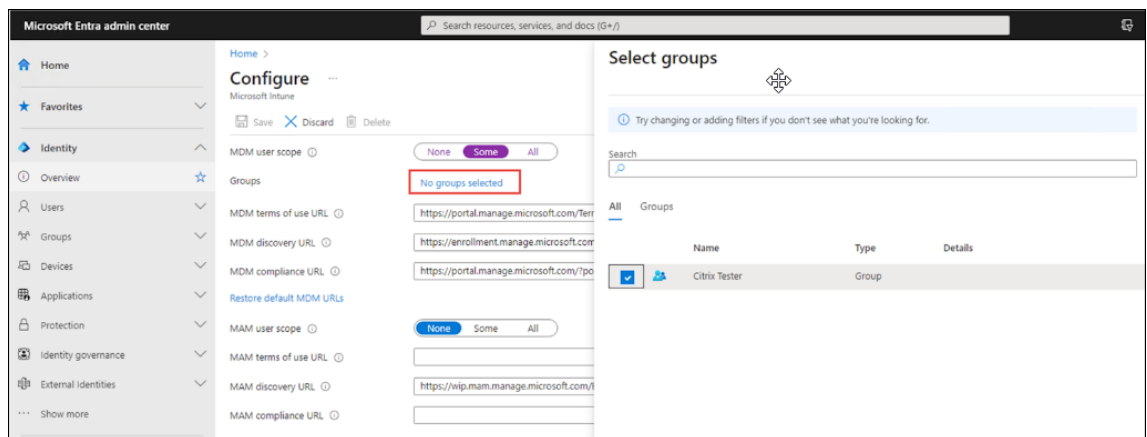 Microsoft Entra admin center
Search resources, services, and docs (G+/)
Home
Favorites
Identity
Overview
Users
Groups
Devices
Applications
Protection
Identity governance
External Identities
Show more
Home >
Configure ...
Microsoft Intune
Save Discard Delete
MDM user scope None Some All
Groups No groups selected
MDM terms of use URL https://portal.manage.microsoft.com/Terr
MDM discovery URL https://enrollment.manage.microsoft.com
MDM compliance URL https://portal.manage.microsoft.com/?po
Restore default MDM URLs
MAM user scope None Some All
MAM terms of use URL
MAM discovery URL https://wip.mam.manage.microsoft.com/
MAM compliance URL
Select groups
Try changing or adding filters if you don't see what you're looking for.
Search
All Groups
Name Type Details
Citrix Tester Group